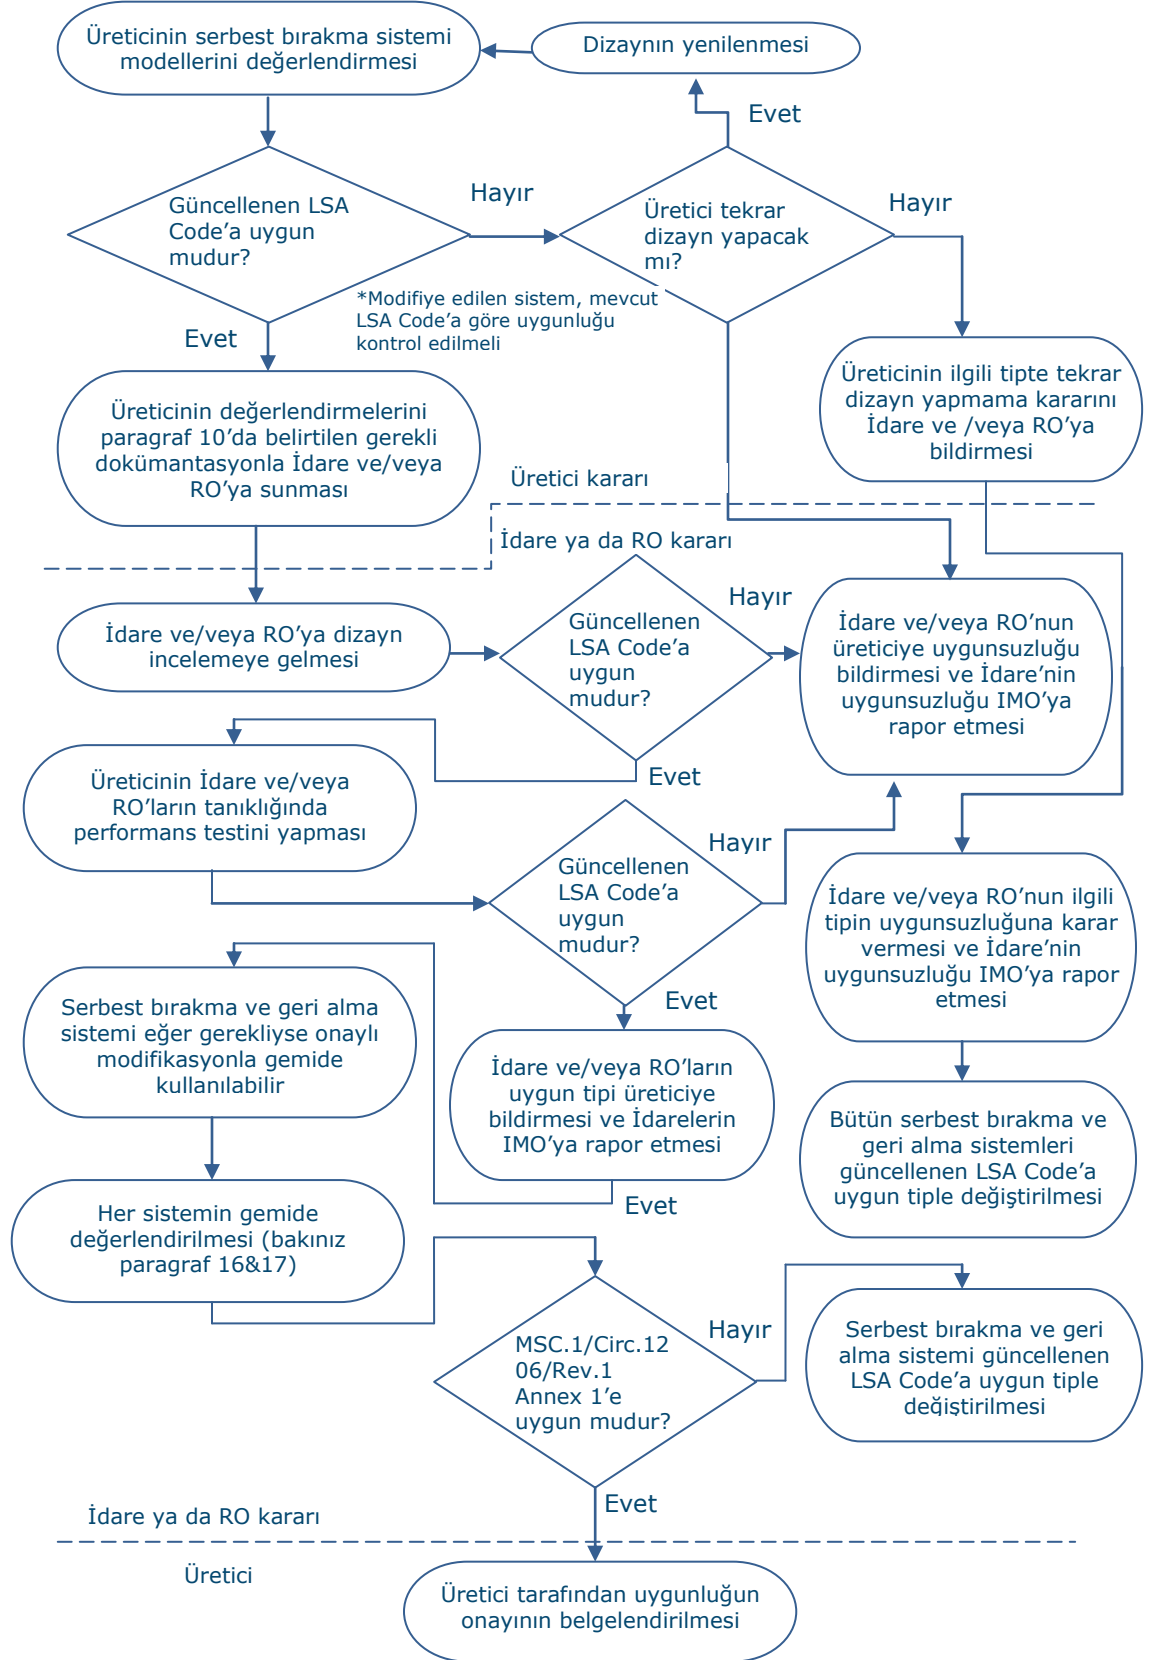 Üreticinin serbest bırakma sistemi
modellerini değerlendirmesi
Dizaynın yenilenmesi
Evet
Güncellenen LSA
Code’a uygun
mudur?
Hayır
Üretici tekrar
dizayn yapacak
mı?
Hayır
*Modifiye edilen sistem, mevcut
LSA Code’a göre uygunluğu
kontrol edilmeli
Evet
Üreticinin değerlendirmelerini
paragraf 10’da belirtilen gerekli
dokümantasyonla İdare ve/veya
RO’ya sunması
Üreticinin ilgili tipte tekrar
dizayn yapmama kararını
İdare ve /veya RO’ya
bildirmesi
Üretici kararı
İdare ya da RO kararı
İdare ve/veya RO’ya dizayn
incelemeye gelmesi
Güncellenen
LSA Code’a
uygun
mudur?
Hayır
İdare ve/veya RO’nun
üreticiye uygunsuzluğu
bildirmesi ve İdare’nin
uygunsuzluğu IMO’ya
rapor etmesi
Evet
Üreticinin İdare ve/veya
RO’ların tanıklığında
performans testini yapması
Güncellenen
LSA Code’a
uygun
mudur?
Hayır
İdare ve/veya RO’nun ilgili
tipin uygunsuzluğuna karar
vermesi ve İdare’nin
uygunsuzluğu IMO’ya rapor
etmesi
Evet
Serbest bırakma ve geri alma
sistemi eğer gerekliyse onaylı
modifikasyonla gemide
kullanılabilir
İdare ve/veya RO’ların
uygun tipi üreticiye
bildirmesi ve İdarelerin
IMO’ya rapor etmesi
Bütün serbest bırakma ve
geri alma sistemleri
güncellenen LSA Code’a
uygun tiple değiştirilmesi
Evet
Her sistemin gemide
değerlendirilmesi (bakınız
paragraf 16&17)
MSC.1/Circ.12
06/Rev.1
Annex 1’e
uygun mudur?
Hayır
Serbest bırakma ve geri
alma sistemi güncellenen
LSA Code’a uygun tiple
değiştirilmesi
Evet
İdare ya da RO kararı
Üretici
Üretici tarafından uygunluğun
onayının belgelendirilmesi